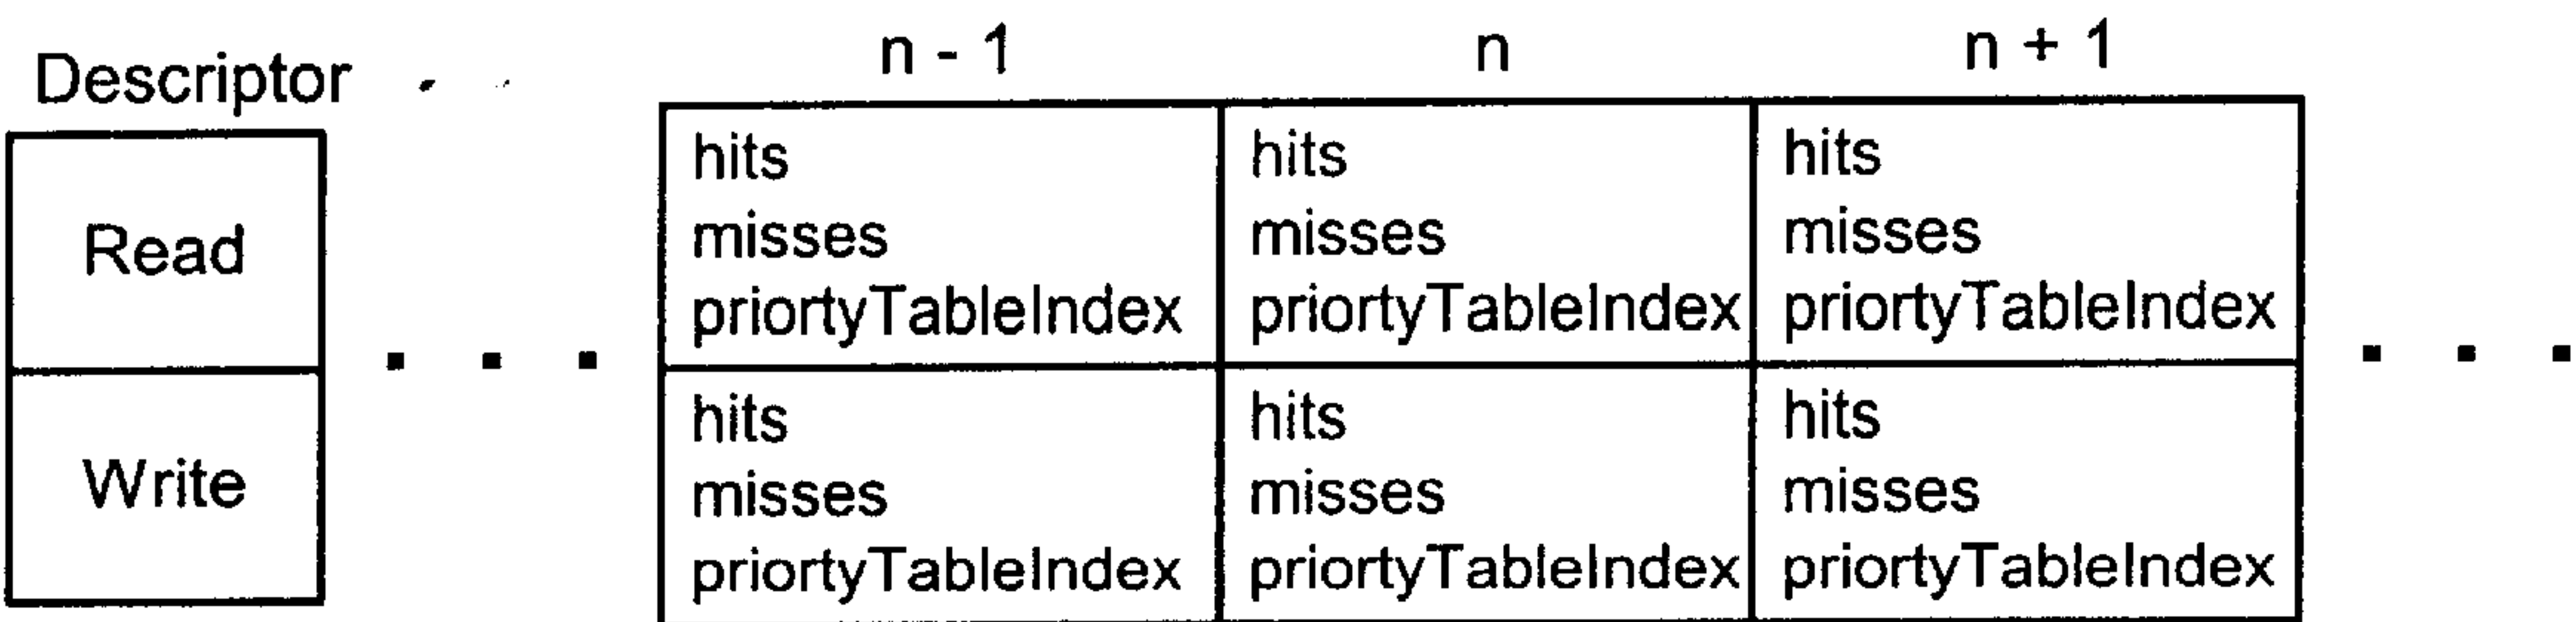 Descriptor
n - 1 n n + 1
Read
hits hits hits
misses misses misses
priortyTableIndex priortyTableIndex priortyTableIndex
. . . . . .
Write
hits hits hits
misses misses misses
priortyTableIndex priortyTableIndex priortyTableIndex